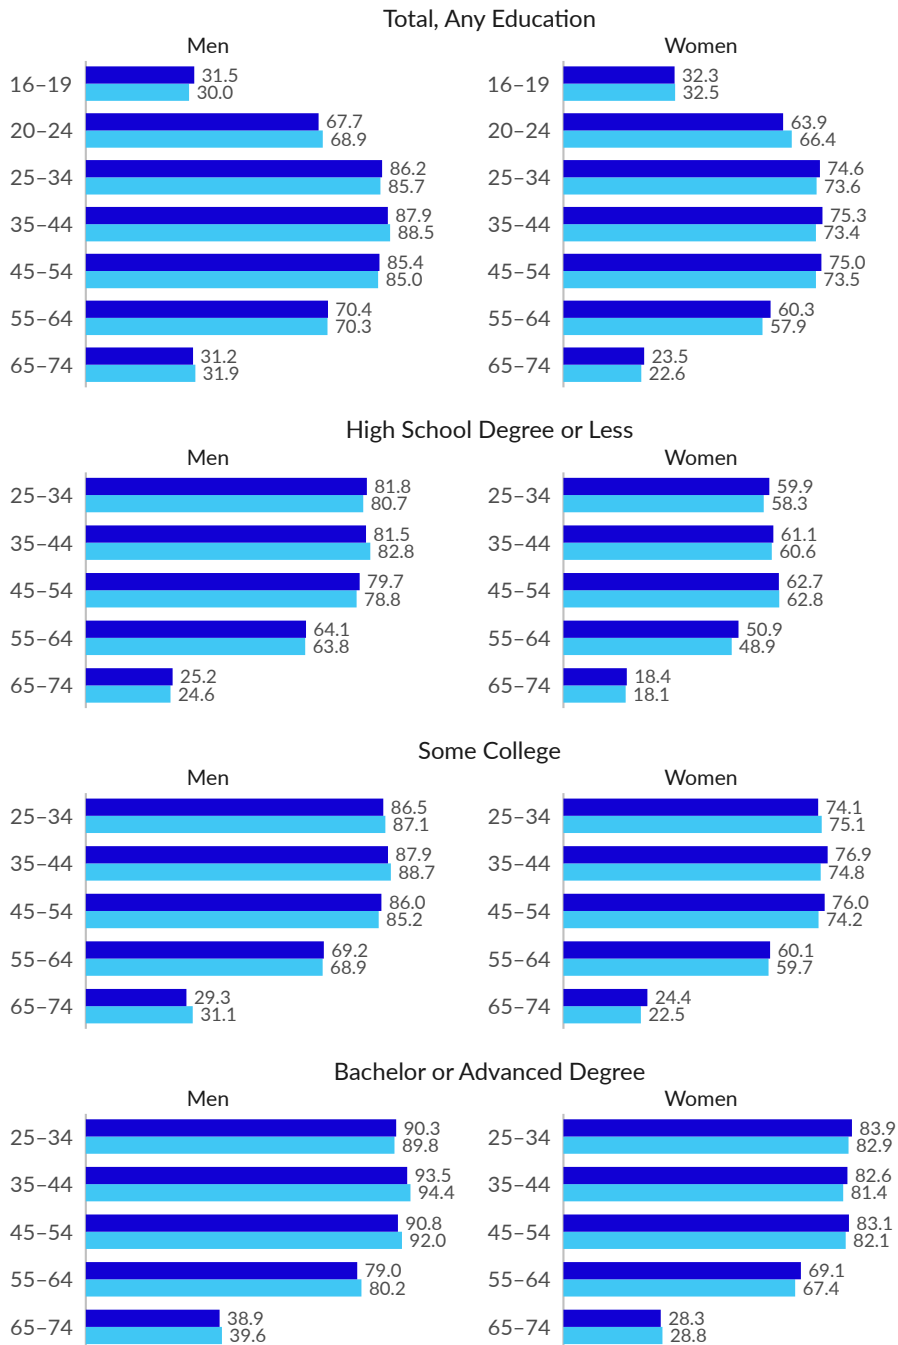 Total, Any Education
Men
16–19 31.5 30.0
20–24 67.7 68.9
25–34 86.2 85.7
35–44 87.9 88.5
45–54 85.4 85.0
55–64 70.4 70.3
65–74 31.2 31.9
Women
16–19 32.3 32.5
20–24 63.9 66.4
25–34 74.6 73.6
35–44 75.3 73.4
45–54 75.0 73.5
55–64 60.3 57.9
65–74 23.5 22.6
High School Degree or Less
Men
25–34 81.8 80.7
35–44 81.5 82.8
45–54 79.7 78.8
55–64 64.1 63.8
65–74 25.2 24.6
Women
25–34 59.9 58.3
35–44 61.1 60.6
45–54 62.7 62.8
55–64 50.9 48.9
65–74 18.4 18.1
Some College
Men
25–34 86.5 87.1
35–44 87.9 88.7
45–54 86.0 85.2
55–64 69.2 68.9
65–74 29.3 31.1
Women
25–34 74.1 75.1
35–44 76.9 74.8
45–54 76.0 74.2
55–64 60.1 59.7
65–74 24.4 22.5
Bachelor or Advanced Degree
Men
25–34 90.3 89.8
35–44 93.5 94.4
45–54 90.8 92.0
55–64 79.0 80.2
65–74 38.9 39.6
Women
25–34 83.9 82.9
35–44 82.6 81.4
45–54 83.1 82.1
55–64 69.1 67.4
65–74 28.3 28.8